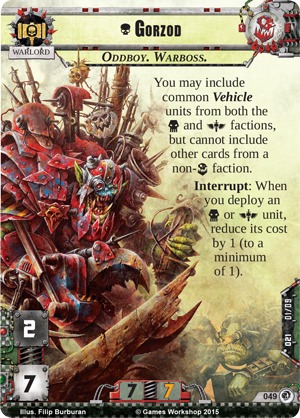 Gorzod
WARLORD
Oddboy. Warboss.
You may include
common Vehicle
units from both the
and factions,
but cannot include
other cards from a
non- faction.
Interrupt: When
you deploy an
or unit,
reduce its cost
by 1 (to a
minimum
of 1).
2
7
7 7
021 01/09
049
Illus. Filip Burburan
© Games Workshop 2015